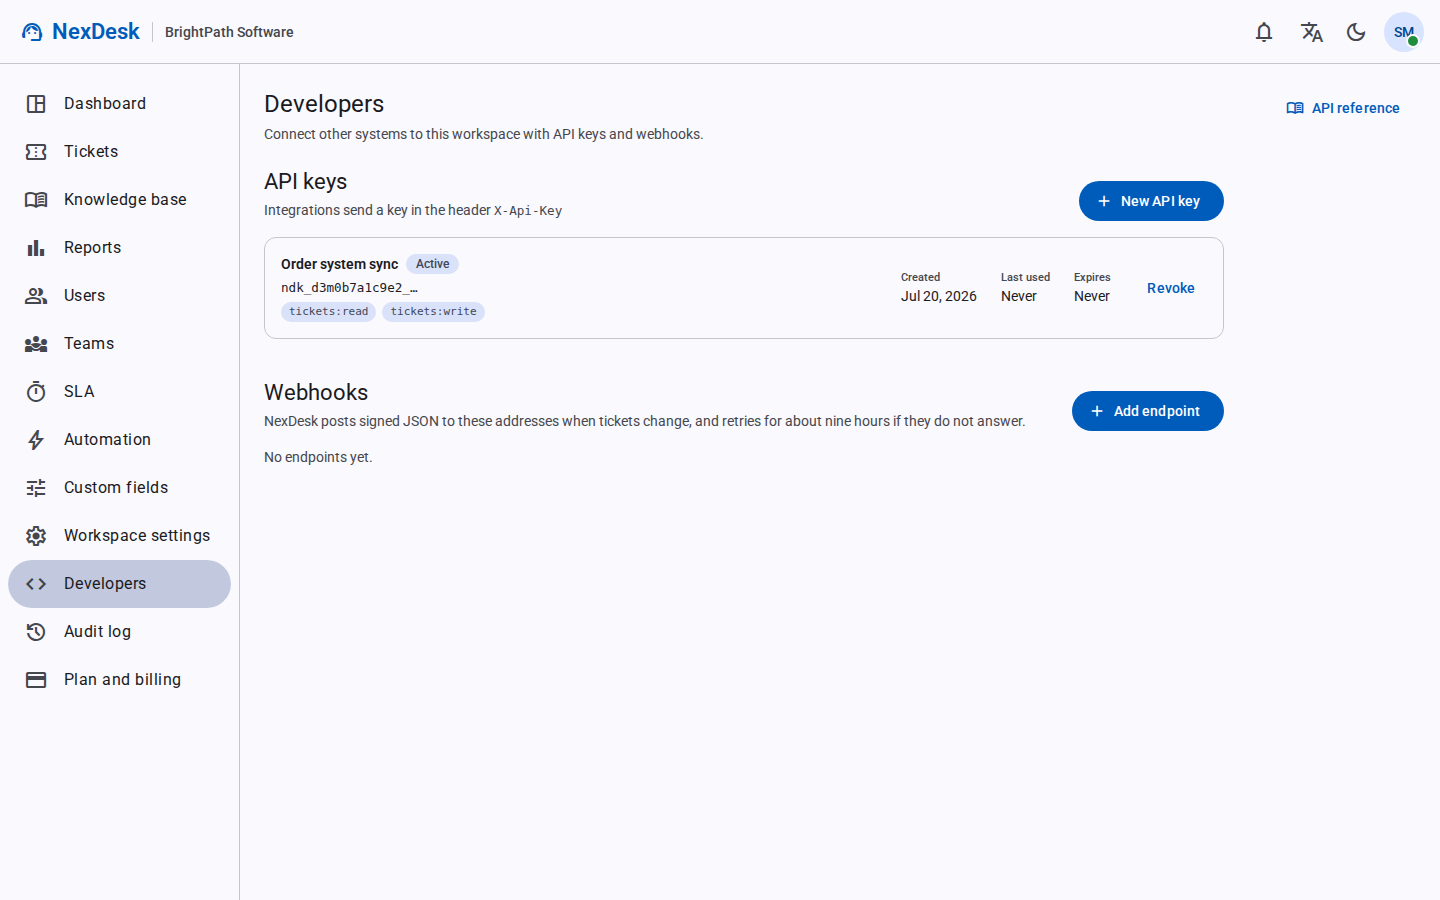 NexDesk
BrightPath Software
SM
Dashboard
Tickets
Knowledge base
Reports
Users
Teams
SLA
Automation
Custom fields
Workspace settings
Developers
Audit log
Plan and billing
Developers
API reference
Connect other systems to this workspace with API keys and webhooks.
API keys
Integrations send a key in the header X-Api-Key
New API key
Order system sync Active
ndk_d3m0b7a1c9e2_…
tickets:read tickets:write
Created
Jul 20, 2026
Last used
Never
Expires
Never
Revoke
Webhooks
NexDesk posts signed JSON to these addresses when tickets change, and retries for about nine hours if they do not answer.
Add endpoint
No endpoints yet.